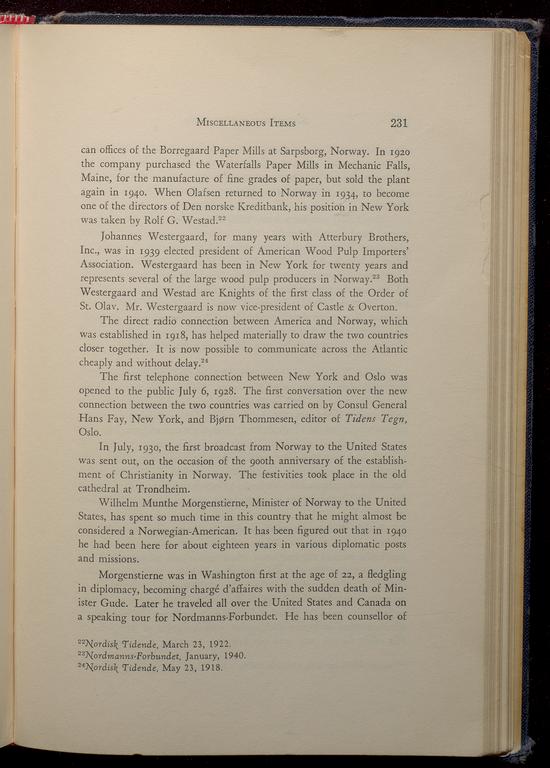 Miscellaneous Items 231
can offices of the Borregaard Paper Mills at Sarpsborg, Norway. In 1920
the company purchased the Waterfalls Paper Mills in Mechanic Falls,
Maine, for the manufacture of fine grades of paper, but sold the plant
again in 1940. When Olafsen returned to Norway in 1934, to become
one of the directors of Den norske Kreditbank, his position in New York
was taken by Rolf G. Westad.²²
Johannes Westergaard, for many years with Atterbury Brothers,
Inc., was in 1939 elected president of American Wood Pulp Importers'
Association. Westergaard has been in New York for twenty years and
represents several of the large wood pulp producers in Norway.²³ Both
Westergaard and Westad are Knights of the first class of the Order of
St. Olav. Mr. Westergaard is now vice-president of Castle & Overton.
The direct radio connection between America and Norway, which
was established in 1918, has helped materially to draw the two countries
closer together. It is now possible to communicate across the Atlantic
cheaply and without delay.²⁴
The first telephone connection between New York and Oslo was
opened to the public July 6, 1928. The first conversation over the new
connection between the two countries was carried on by Consul General
Hans Fay, New York, and Bjørn Thommesen, editor of Tidens Tegn,
Oslo.
In July, 1930, the first broadcast from Norway to the United States
was sent out, on the occasion of the 900th anniversary of the establish-
ment of Christianity in Norway. The festivities took place in the old
cathedral at Trondheim.
Wilhelm Munthe Morgenstierne, Minister of Norway to the United
States, has spent so much time in this country that he might almost be
considered a Norwegian-American. It has been figured out that in 1940
he had been here for about eighteen years in various diplomatic posts
and missions.
Morgenstierne was in Washington first at the age of 22, a fledgling
in diplomacy, becoming chargé d'affaires with the sudden death of Min-
ister Gude. Later he traveled all over the United States and Canada on
a speaking tour for Nordmanns-Forbundet. He has been counsellor of
²²Nordisk Tidende, March 23, 1922.
²³Nordmanns-Forbundet, January, 1940.
²⁴Nordisk Tidende, May 23, 1918.